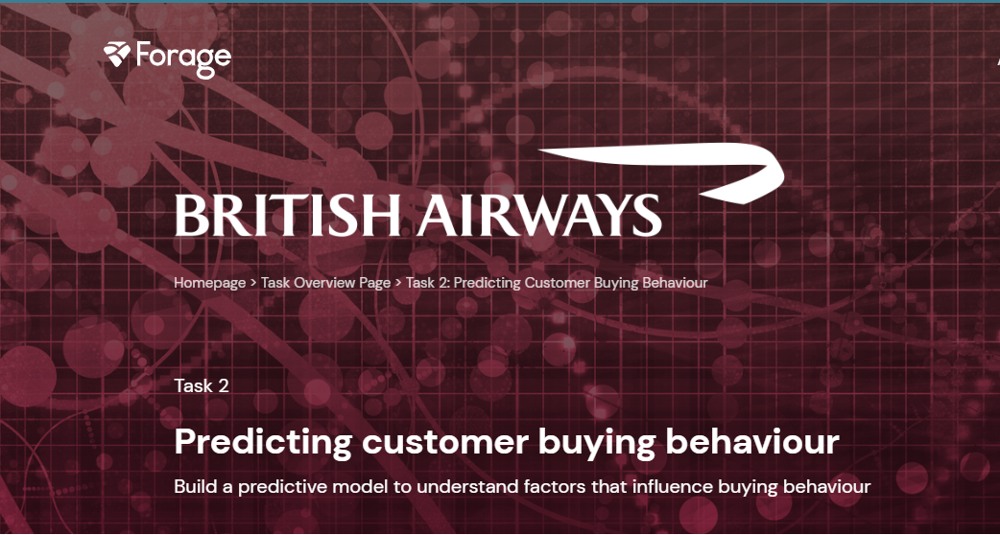 Forage
BRITISH AIRWAYS
Homepage > Task Overview Page > Task 2: Predicting Customer Buying Behaviour
Task 2
Predicting customer buying behaviour
Build a predictive model to understand factors that influence buying behaviour